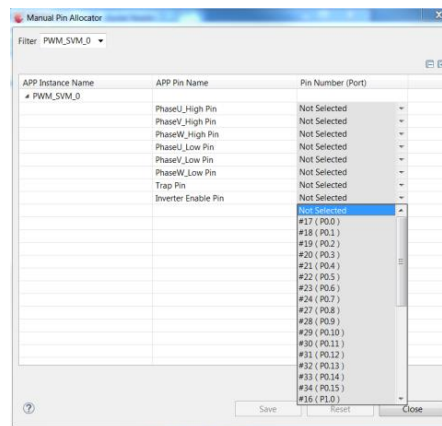 Manual Pin Allocator
Filter PWM_SVM_0
APP Instance Name APP Pin Name Pin Number (Port)
PWM_SVM_0
PhaseU_High Pin Not Selected
PhaseV_High Pin Not Selected
PhaseW_High Pin Not Selected
PhaseU_Low Pin Not Selected
PhaseV_Low Pin Not Selected
PhaseW_Low Pin Not Selected
Trap Pin Not Selected
Inverter Enable Pin Not Selected
Not Selected
#17 ( P0.0 )
#18 ( P0.1 )
#19 ( P0.2 )
#20 ( P0.3 )
#21 ( P0.4 )
#22 ( P0.5 )
#23 ( P0.6 )
#24 ( P0.7 )
#27 ( P0.8 )
#28 ( P0.9 )
#29 ( P0.10 )
#30 ( P0.11 )
#31 ( P0.12 )
#32 ( P0.13 )
#33 ( P0.14 )
#34 ( P0.15 )
#16 ( P1.0 )
Save Reset Close